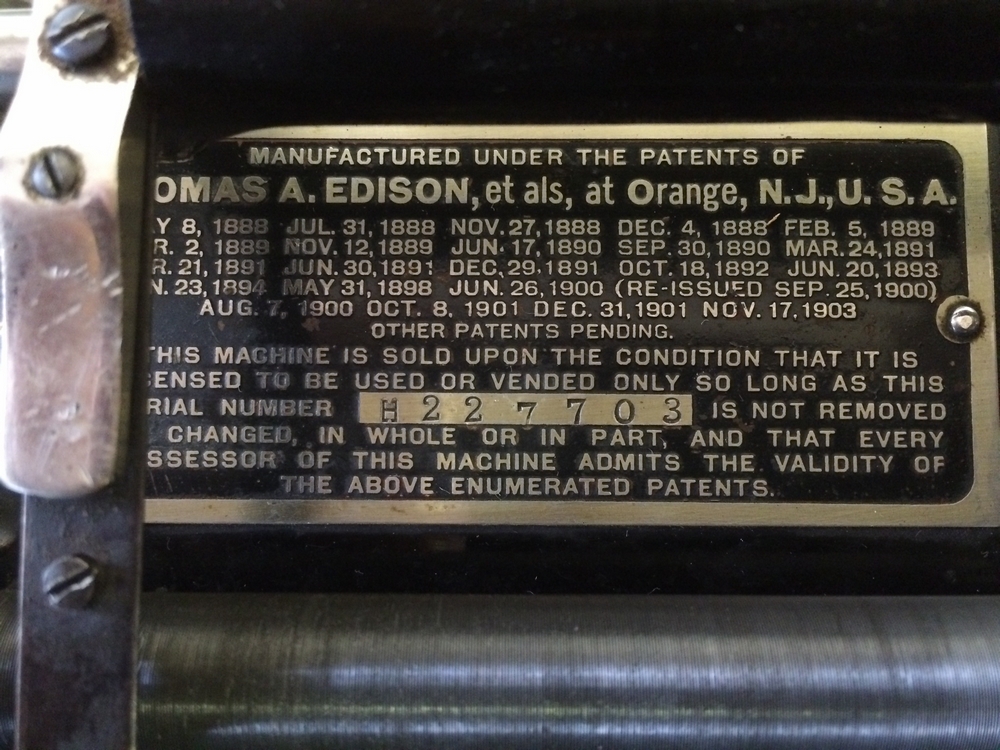 MANUFACTURED UNDER THE PATENTS OF
OMAS A. EDISON, et als, at Orange, N.J., U.S.A.
Y 8, 1888 JUL. 31, 1888 NOV. 27, 1888 DEC. 4, 1888 FEB. 5, 1889
R. 2, 1889 NOV. 12, 1889 JUN. 17, 1890 SEP. 30, 1890 MAR. 24, 1891
R. 21, 1891 JUN. 30, 1891 DEC. 29, 1891 OCT. 18, 1892 JUN. 20, 1893
N. 23, 1894 MAY 31, 1898 JUN. 26, 1900 (RE-ISSUED SEP. 25, 1900)
AUG. 7, 1900 OCT. 8, 1901 DEC. 31, 1901 NOV. 17, 1903
OTHER PATENTS PENDING.
THIS MACHINE IS SOLD UPON THE CONDITION THAT IT IS
ENSED TO BE USED OR VENDED ONLY SO LONG AS THIS
RIAL NUMBER H227703 IS NOT REMOVED
CHANGED, IN WHOLE OR IN PART, AND THAT EVERY
SSESSOR OF THIS MACHINE ADMITS THE VALIDITY OF
THE ABOVE ENUMERATED PATENTS.